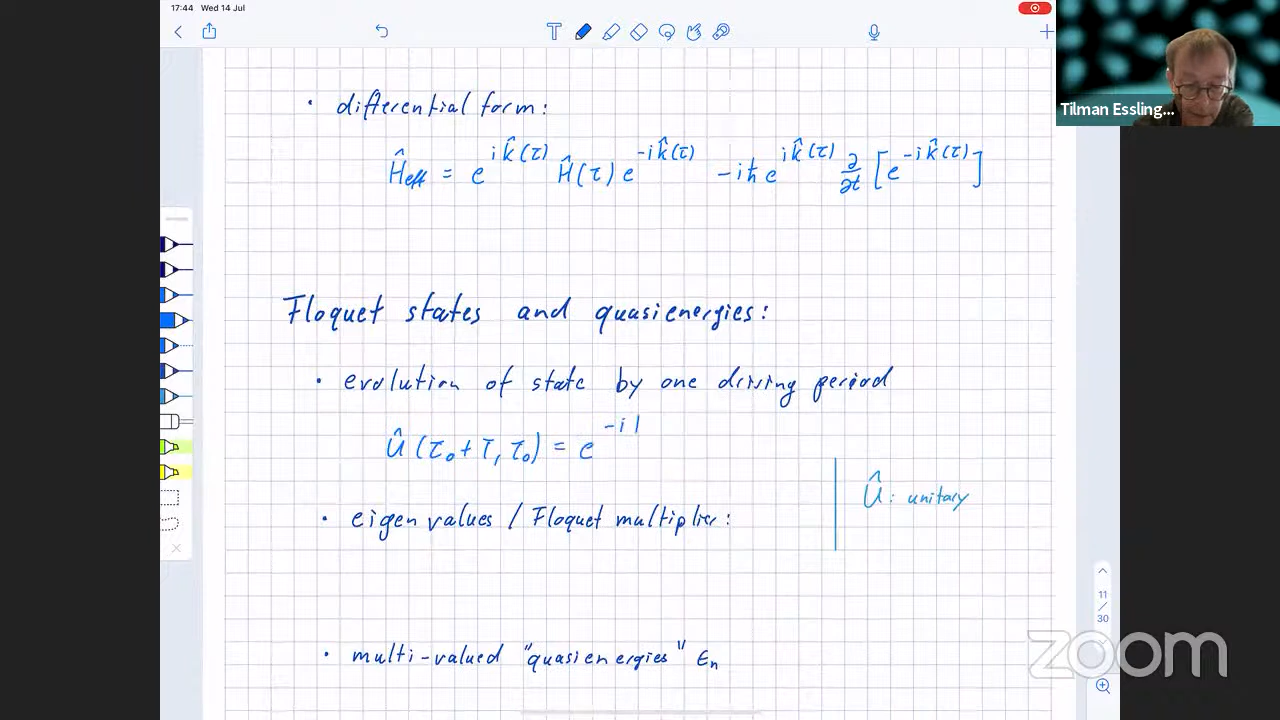 17:44 Wed 14 Jul
T
Tilman Essling...
· differential form:
Ĥeff = e^{iK̂(τ)} Ĥ(τ) e^{-iK̂(τ)} - iħ e^{iK̂(τ)} ∂/∂t [e^{-iK̂(τ)}]
Floquet states and quasienergies:
· evolution of state by one driving period
Û(τ₀+T, τ₀) = e^{-i
Û: unitary
· eigen values / Floquet multiplier:
11
/
30
· multi-valued "quasienergies" ϵn
zoom